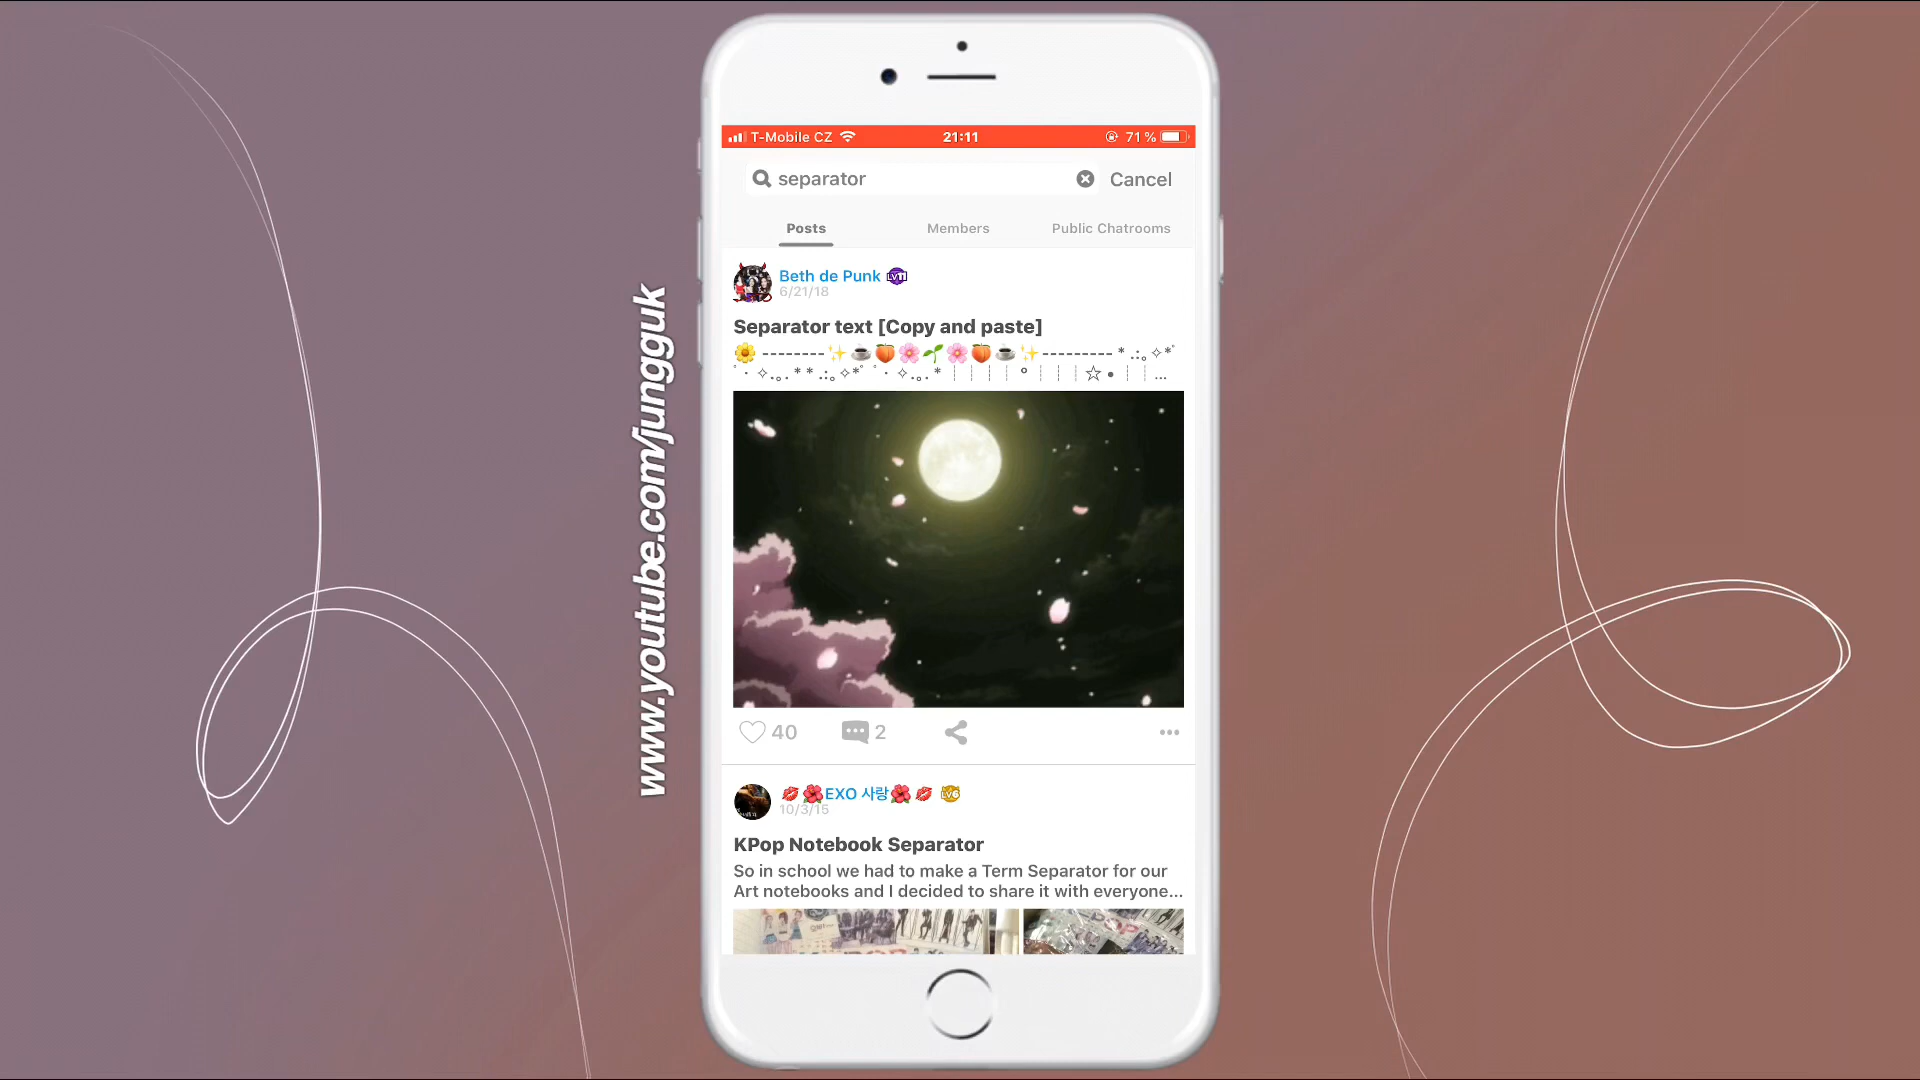 www.youtube.com/jungguk
T-Mobile CZ 21:11 71 %
separator Cancel
Posts Members Public Chatrooms
Beth de Punk LV11
6/21/18
Separator text [Copy and paste]
🌼 --------✨☕🍑🌸🌱🌸🍑☕✨--------- * .:｡✧*ﾟ
ﾟ･ ✧.｡. * * .:｡✧*ﾟ ﾟ･ ✧.｡. * ┊┊┊┊ ° ┊┊┊☆ • ┊┊...
40 2
💋🌺EXO 사랑🌺💋 LV6
10/3/15
KPop Notebook Separator
So in school we had to make a Term Separator for our
Art notebooks and I decided to share it with everyone...